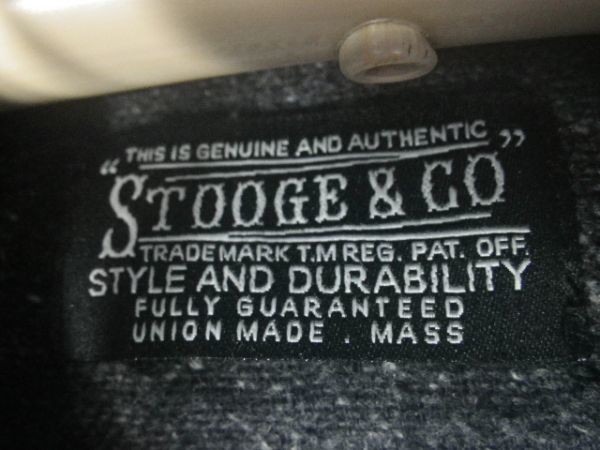 “THIS IS GENUINE AND AUTHENTIC”
STOOGE & CO
TRADEMARK T.M REG. PAT. OFF.
STYLE AND DURABILITY
FULLY GUARANTEED
UNION MADE . MASS